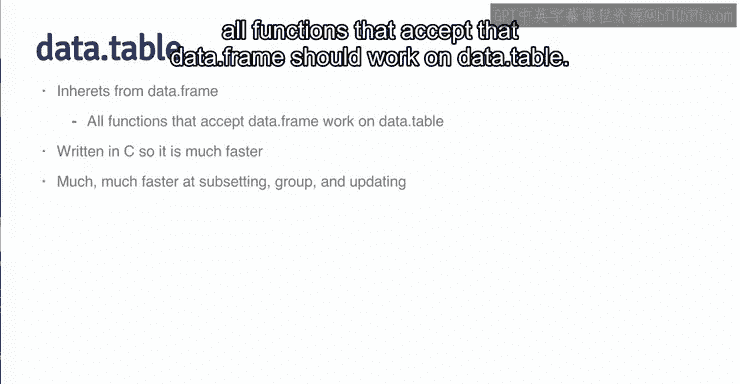 all functions that accept that
data.table
data.frame should work on data.table.
· Inherets from data.frame
- All functions that accept data.frame work on data.table
· Written in C so it is much faster
· Much, much faster at subsetting, group, and updating